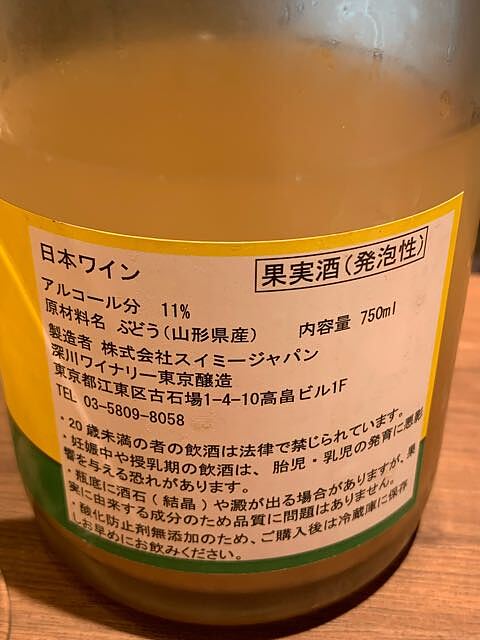 日本ワイン
果実酒(発泡性)
アルコール分 11%
原材料名 ぶどう(山形県産) 内容量 750ml
製造者 株式会社スイミージャパン
深川ワイナリー東京醸造
東京都江東区古石場1-4-10高畠ビル1F
TEL 03-5809-8058
・20歳未満の者の飲酒は法律で禁じられています。
・妊娠中や授乳期の飲酒は、胎児・乳児の発育に悪影
響を与える恐れがあります。
・瓶底に酒石(結晶)や澱が出る場合がありますが、果
実に由来する成分のため品質に問題はありません。
・酸化防止剤無添加のため、ご購入後は冷蔵庫に保存
しお早めにお飲みください。